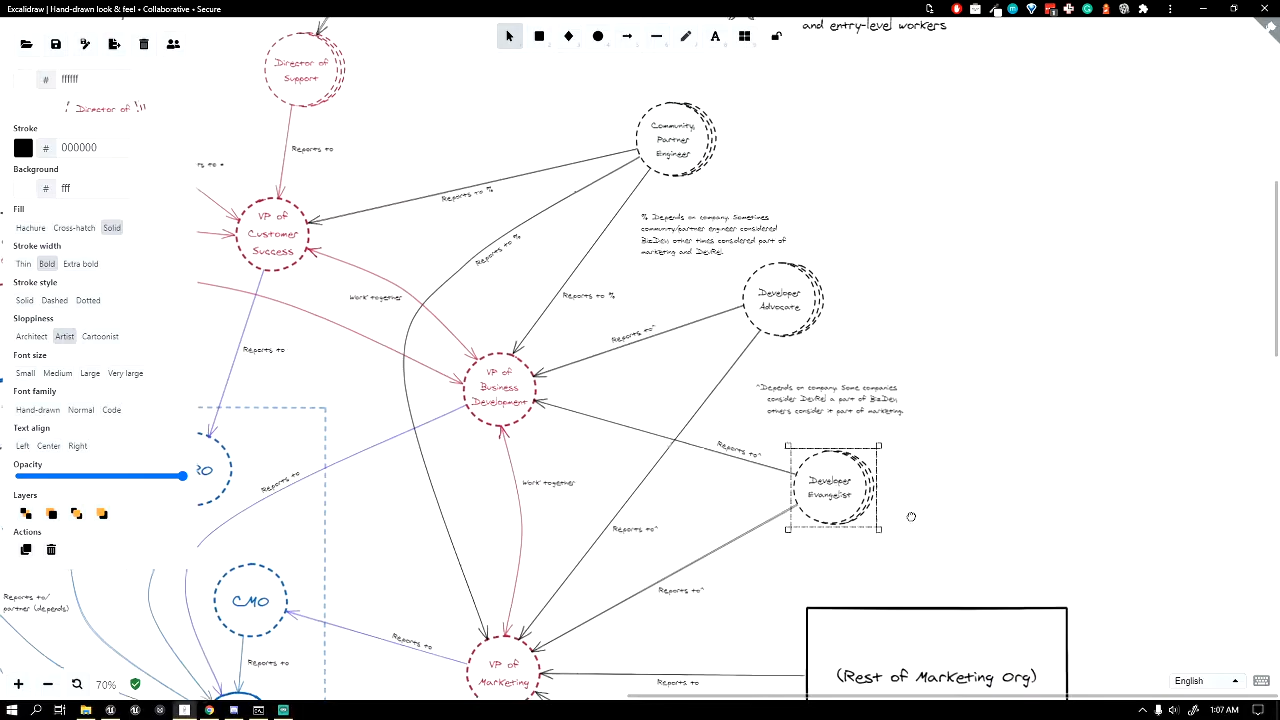 Excalidraw | Hand-drawn look & feel • Collaborative • Secure
and entry-level workers
# ffffff
Director of
Stroke
# 000000
Background
# fff
Fill
Hachure Cross-hatch Solid
Stroke width
Thin Bold Extra bold
Stroke style
Solid Dashed Dotted
Sloppiness
Architect Artist Cartoonist
Font size
Small Medium Large Very large
Font family
Hand-drawn Normal Code
Text align
Left Center Right
Opacity
Layers
Actions
Director of
Support
Reports to
VP of
Customer
Success
Reports to %
Community,
Partner
Engineer
% Depends on company. Sometimes
community/partner engineer considered
BizDev, other times considered part of
marketing and DevRel.
Reports to %
Reports to %
Work together
Developer
Advocate
Reports to^
Reports to
VP of
Business
Development
^Depends on company. Some companies
consider DevRel a part of BizDev,
others consider it part of marketing.
Reports to^
Developer
Evangelist
Reports to
Work together
Reports to^
Reports to^
CMO
Reports to/
partner (depends)
Reports to
Reports to
VP of
Marketing
Reports to
(Rest of Marketing Org)
70%
English
1:07 AM